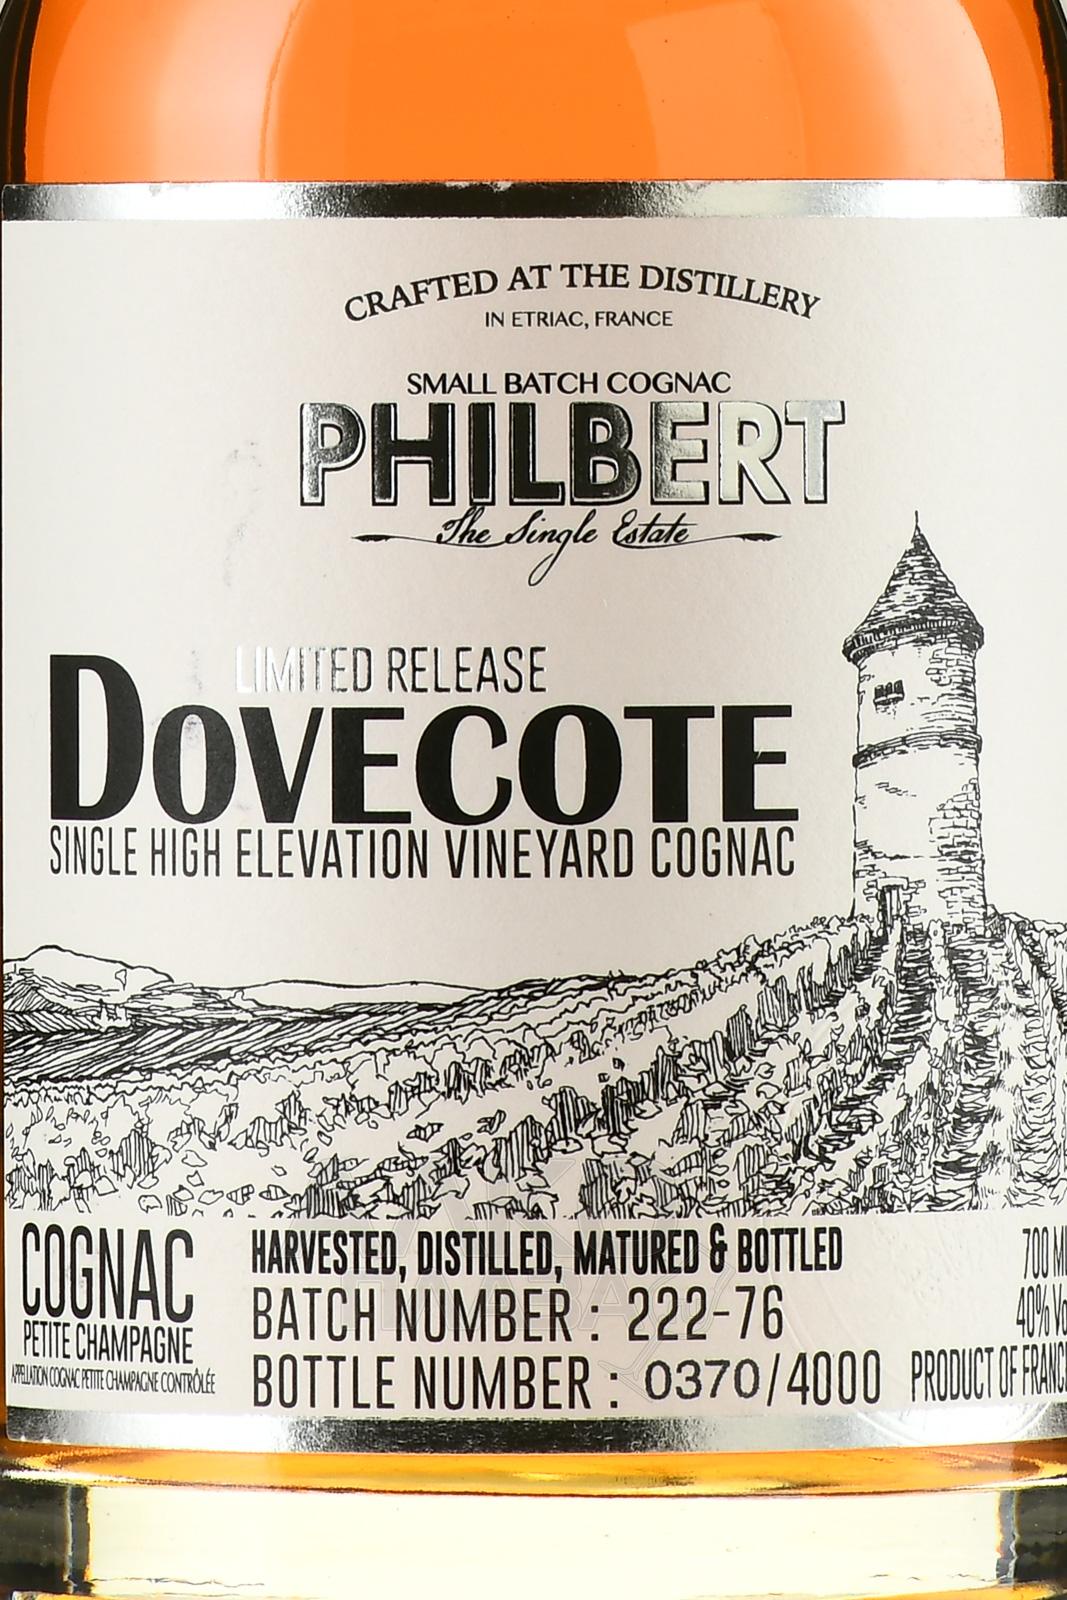 CRAFTED AT THE DISTILLERY
IN ETRIAC, FRANCE
SMALL BATCH COGNAC
PHILBERT
The Single Estate
LIMITED RELEASE
DOVECOTE
SINGLE HIGH ELEVATION VINEYARD COGNAC
COGNAC
PETITE CHAMPAGNE
APPELLATION COGNAC PETITE CHAMPAGNE CONTRÔLÉE
HARVESTED, DISTILLED, MATURED & BOTTLED
BATCH NUMBER : 222-76
BOTTLE NUMBER : 0370/4000
700 M
40% Vo
PRODUCT OF FRANC